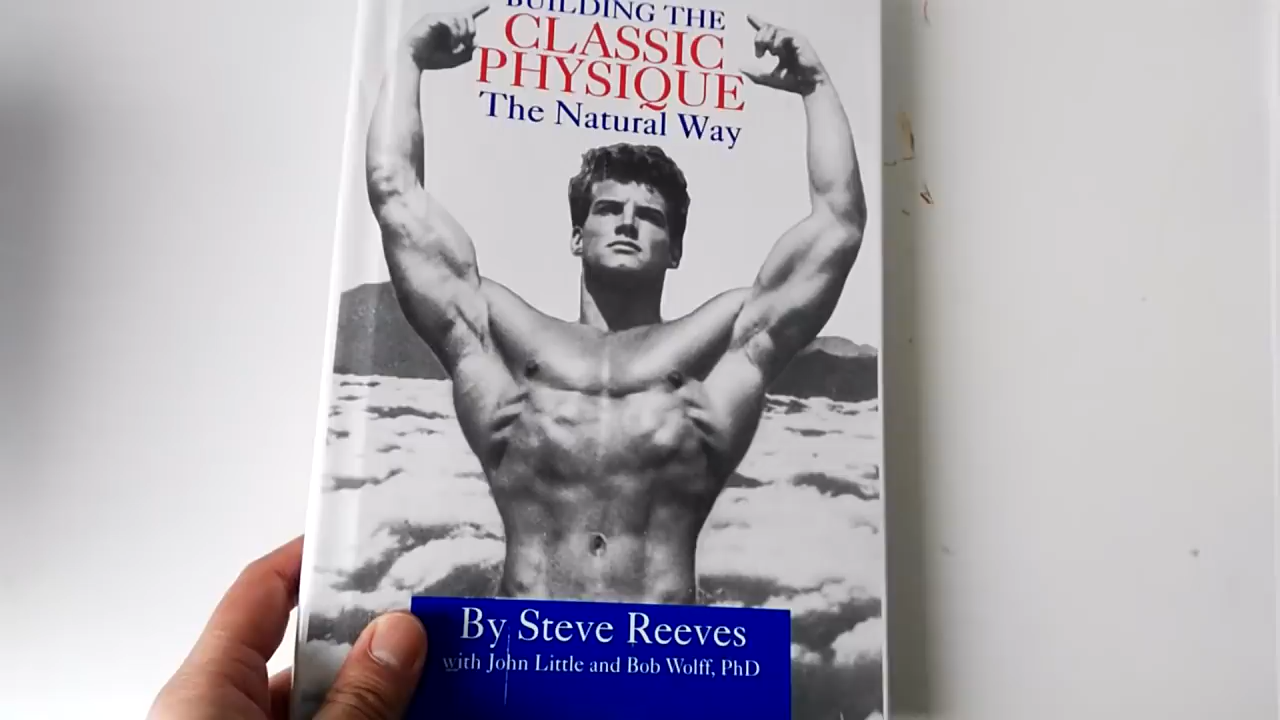 BUILDING THE
CLASSIC
PHYSIQUE
The Natural Way
By Steve Reeves
with John Little and Bob Wolff, PhD